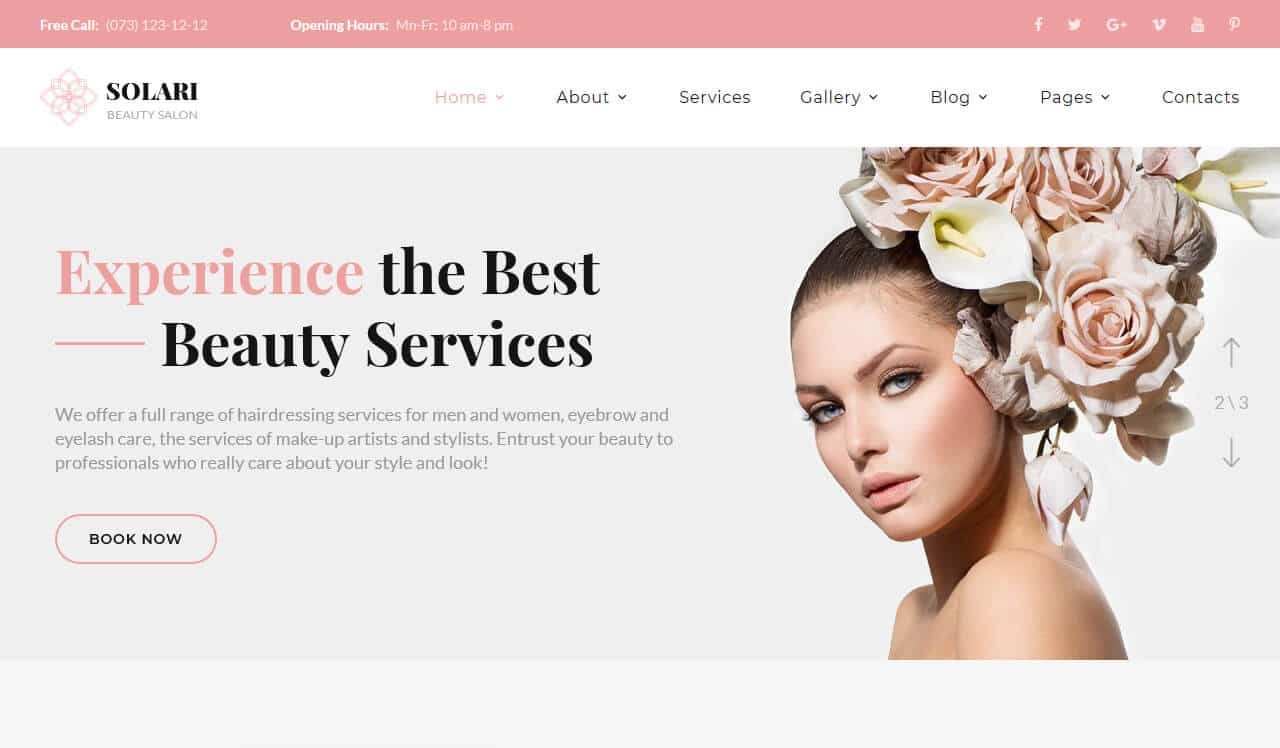 Free Call: (073) 123-12-12 Opening Hours: Mn-Fr: 10 am-8 pm
SOLARI
BEAUTY SALON
Home About Services Gallery Blog Pages Contacts
Experience the Best
Beauty Services
We offer a full range of hairdressing services for men and women, eyebrow and
eyelash care, the services of make-up artists and stylists. Entrust your beauty to
professionals who really care about your style and look!
2 \ 3
BOOK NOW